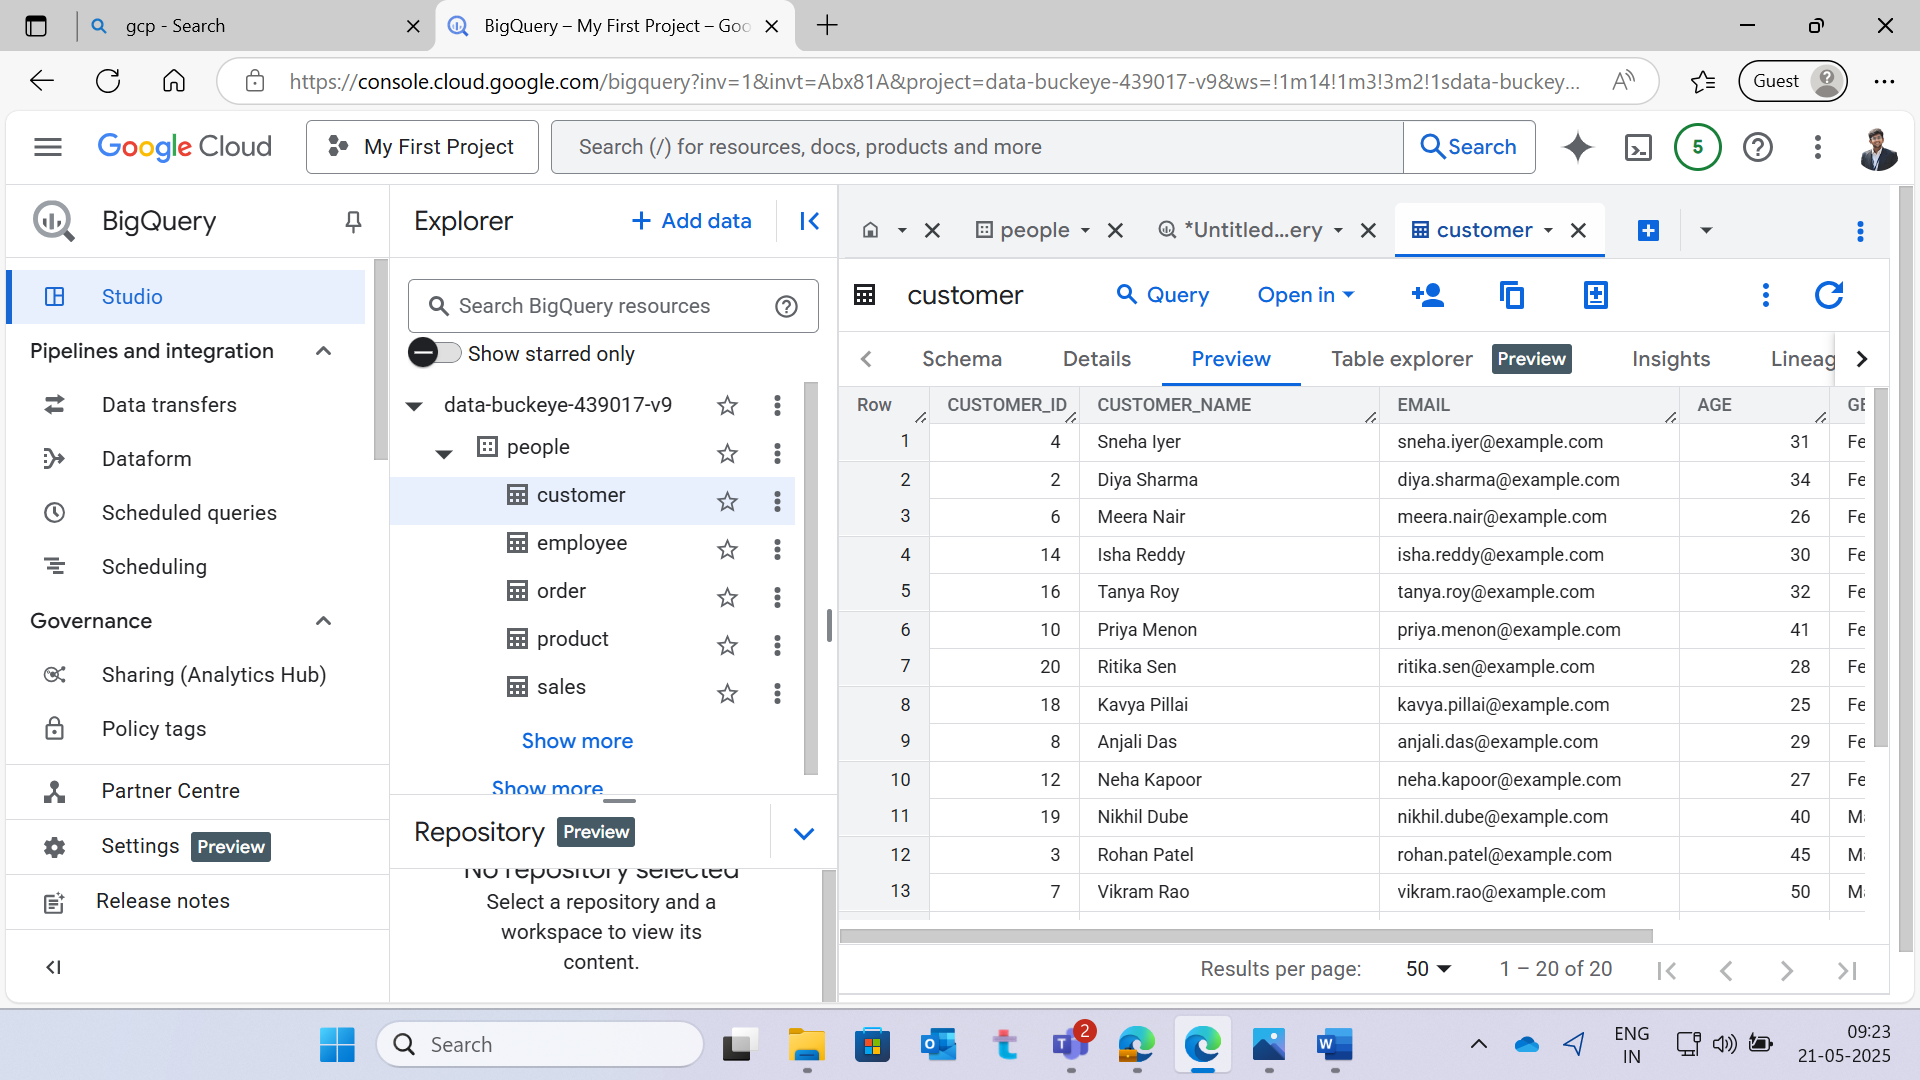 gcp - Search
BigQuery – My First Project – Goo
https://console.cloud.google.com/bigquery?inv=1&invt=Abx81A&project=data-buckeye-439017-v9&ws=!1m14!1m3!3m2!1sdata-buckey...
Guest
Google Cloud
My First Project
Search (/) for resources, docs, products and more
Search
5
BigQuery
Studio
Pipelines and integration
Data transfers
Dataform
Scheduled queries
Scheduling
Governance
Sharing (Analytics Hub)
Policy tags
Partner Centre
Settings Preview
Release notes
Explorer
+ Add data
Search BigQuery resources
Show starred only
data-buckeye-439017-v9
people
customer
employee
order
product
sales
Show more
Show more
Repository Preview
No repository selected
Select a repository and a
workspace to view its
content.
people
*Untitled...ery
customer
customer
Query
Open in
Schema Details Preview Table explorer Preview Insights Lineag
Row CUSTOMER_ID CUSTOMER_NAME EMAIL AGE GE
1 4 Sneha Iyer sneha.iyer@example.com 31 Fe
2 2 Diya Sharma diya.sharma@example.com 34 Fe
3 6 Meera Nair meera.nair@example.com 26 Fe
4 14 Isha Reddy isha.reddy@example.com 30 Fe
5 16 Tanya Roy tanya.roy@example.com 32 Fe
6 10 Priya Menon priya.menon@example.com 41 Fe
7 20 Ritika Sen ritika.sen@example.com 28 Fe
8 18 Kavya Pillai kavya.pillai@example.com 25 Fe
9 8 Anjali Das anjali.das@example.com 29 Fe
10 12 Neha Kapoor neha.kapoor@example.com 27 Fe
11 19 Nikhil Dube nikhil.dube@example.com 40 Ma
12 3 Rohan Patel rohan.patel@example.com 45 Ma
13 7 Vikram Rao vikram.rao@example.com 50 Ma
Results per page: 50 1 – 20 of 20
Search
2
ENG
IN
09:23
21-05-2025